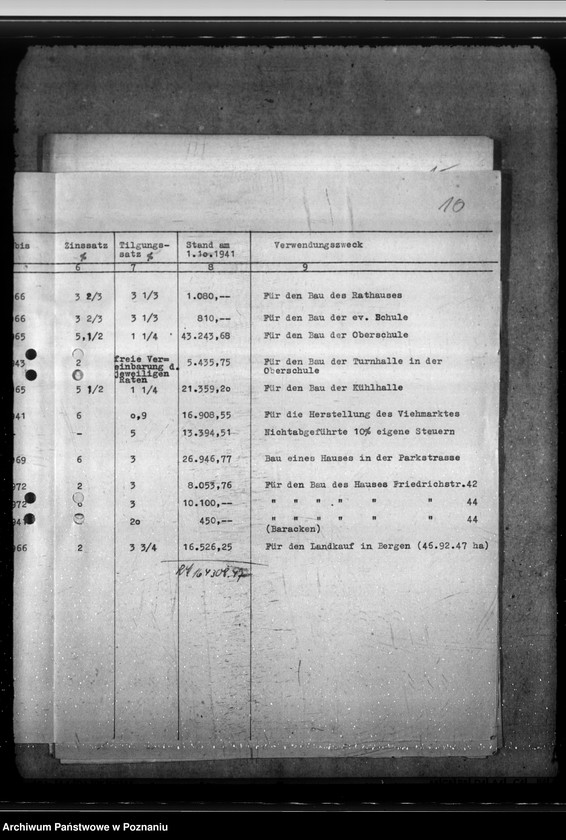 10
bis Zinssatz % Tilgungs-satz % Stand am 1.10.1941 Verwendungszweck
6 7 8 9
66 3 2/3 3 1/3 1.080,-- Für den Bau des Rathauses
66 3 2/3 3 1/3 810,-- Für den Bau der ev. Schule
65 5,1/2 1 1/4 43.243,68 Für den Bau der Oberschule
43 2 freie Ver=einbarung d. jeweiligen Raten 5.435,75 Für den Bau der Turnhalle in der
Oberschule
65 5 1/2 1 1/4 21.359,2o Für den Bau der Kühlhalle
41 6 o,9 16.908,55 Für die Herstellung des Viehmarktes
- - 5 13.394,51 Nichtabgeführte 10% eigene Steuern
69 6 3 26.946,77 Bau eines Hauses in der Parkstrasse
972 2 3 8.053,76 Für den Bau des Hauses Friedrichstr.42
972 o 3 10.100,-- " " " . " " " 44
941 2o 450,-- " " " " " " 44
(Baracken)
66 2 3 3/4 16.526,25 Für den Landkauf in Bergen (46.92.47 ha)
164308.97
Archiwum Państwowe w Poznaniu